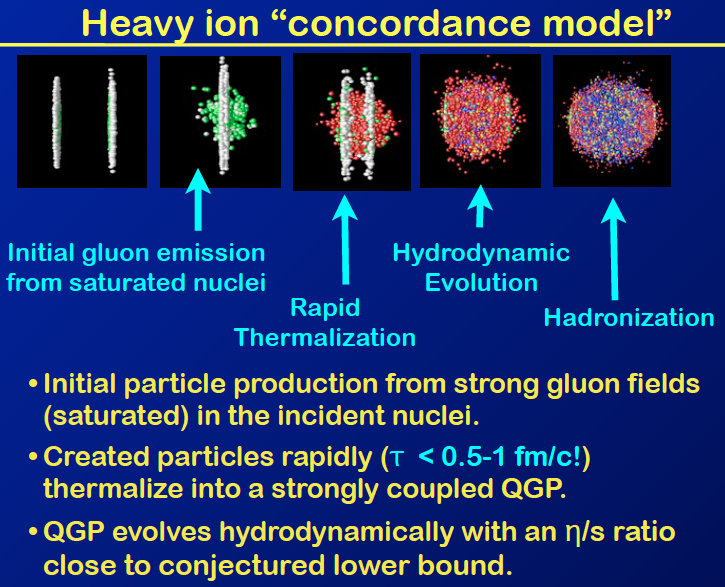 Heavy ion “concordance model”
Initial gluon emission
from saturated nuclei
Rapid
Thermalization
Hydrodynamic
Evolution
Hadronization
• Initial particle production from strong gluon fields
(saturated) in the incident nuclei.
• Created particles rapidly (τ < 0.5-1 fm/c!)
thermalize into a strongly coupled QGP.
• QGP evolves hydrodynamically with an η/s ratio
close to conjectured lower bound.